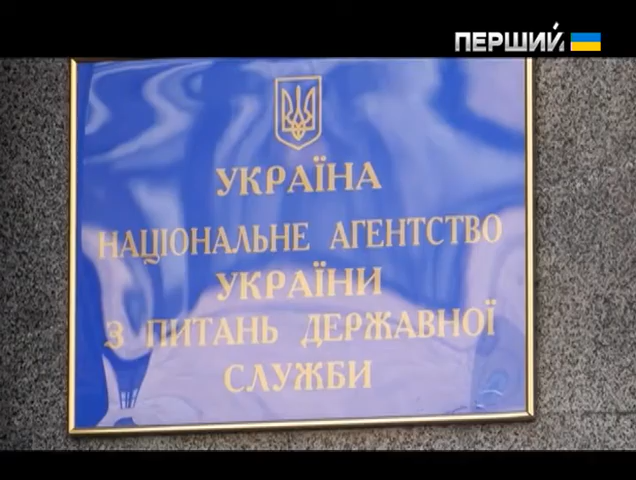 ПЕРШИЙ
УКРАЇНА
НАЦІОНАЛЬНЕ АГЕНТСТВО
УКРАЇНИ
З ПИТАНЬ ДЕРЖАВНОЇ
СЛУЖБИ